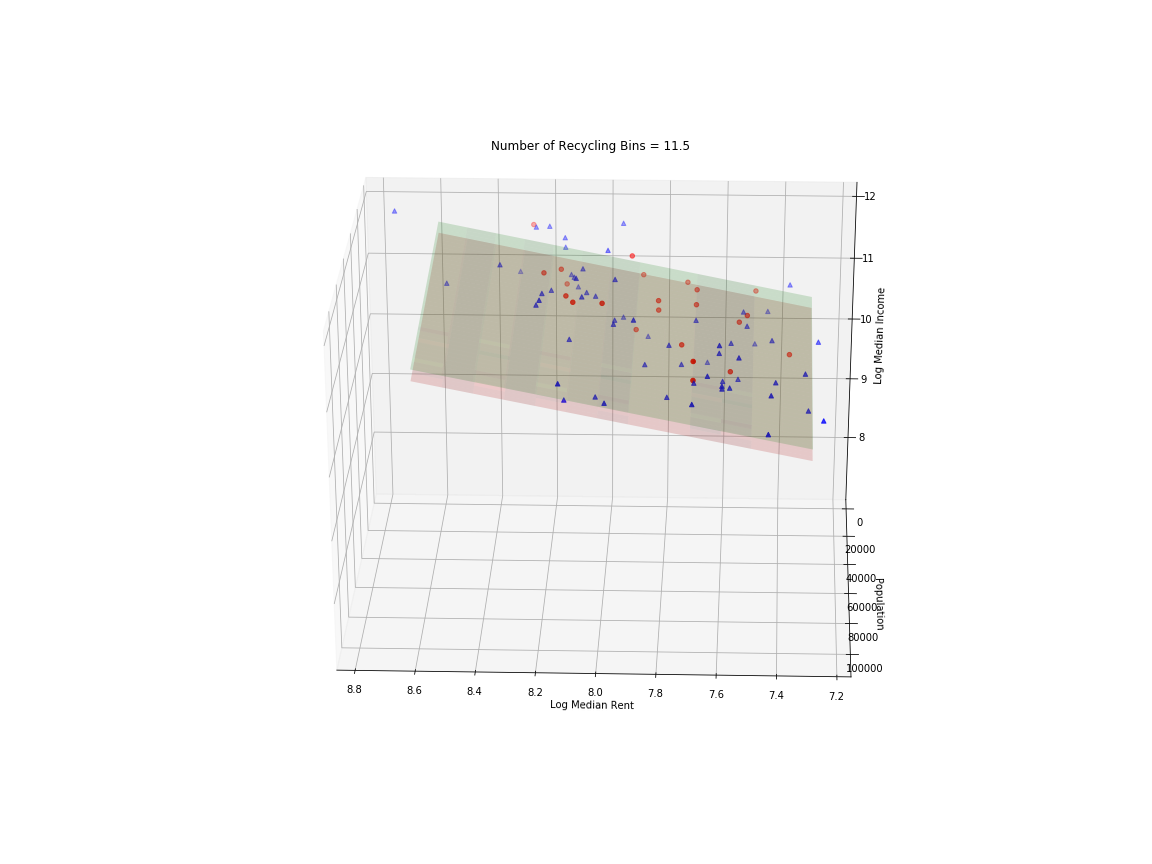 Number of Recycling Bins = 11.5
12
11
10
9
8
Log Median Income
0
20000
40000
60000
80000
100000
Population
8.8 8.6 8.4 8.2 8.0 7.8 7.6 7.4 7.2
Log Median Rent